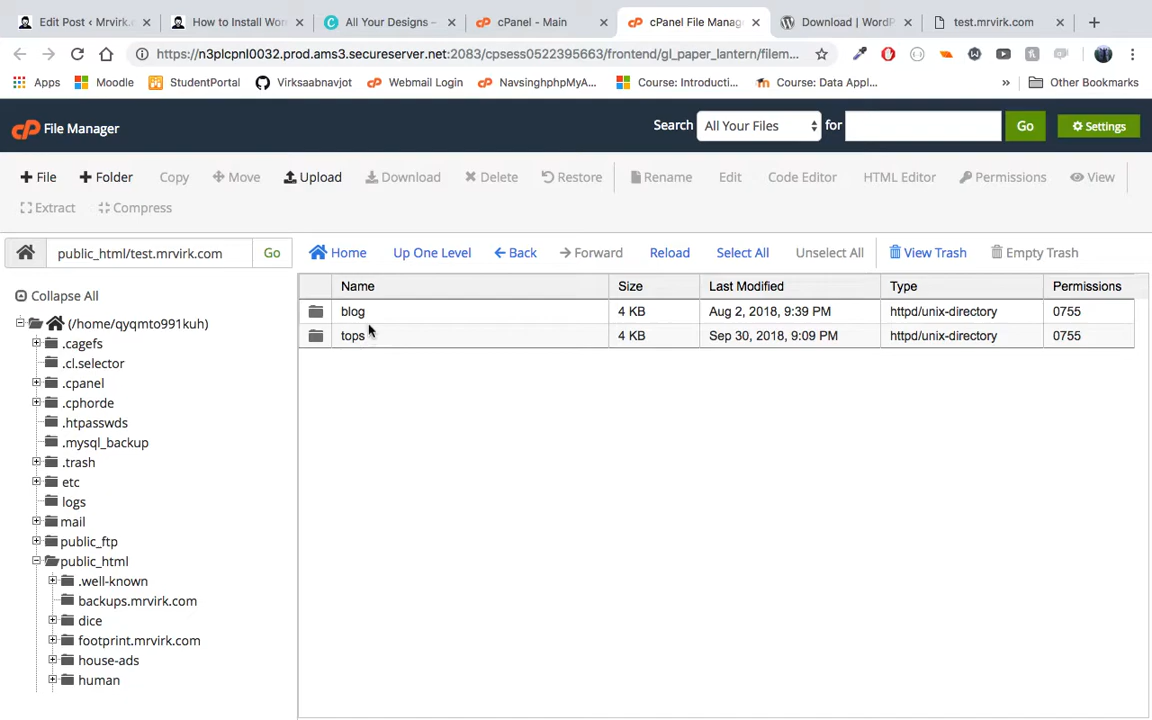 Edit Post ‹ Mrvirk.c
How to Install Wor
All Your Designs –
cPanel - Main
cPanel File Manag
Download | WordP
test.mrvirk.com
https://n3plcpnl0032.prod.ams3.secureserver.net:2083/cpsess0522395663/frontend/gl_paper_lantern/filem...
Apps
Moodle
StudentPortal
Virksaabnavjot
Webmail Login
NavsinghphpMyA...
Course: Introducti...
Course: Data Appl...
»
Other Bookmarks
cP File Manager
Search
All Your Files
for
Go
Settings
File
Folder
Copy
Move
Upload
Download
Delete
Restore
Rename
Edit
Code Editor
HTML Editor
Permissions
View
Extract
Compress
public_html/test.mrvirk.com
Go
Home
Up One Level
Back
Forward
Reload
Select All
Unselect All
View Trash
Empty Trash
Collapse All
(/home/qyqmto991kuh)
.cagefs
.cl.selector
.cpanel
.cphorde
.htpasswds
.mysql_backup
.trash
etc
logs
mail
public_ftp
public_html
.well-known
backups.mrvirk.com
dice
footprint.mrvirk.com
house-ads
human
Name Size Last Modified Type Permissions
blog 4 KB Aug 2, 2018, 9:39 PM httpd/unix-directory 0755
tops 4 KB Sep 30, 2018, 9:09 PM httpd/unix-directory 0755